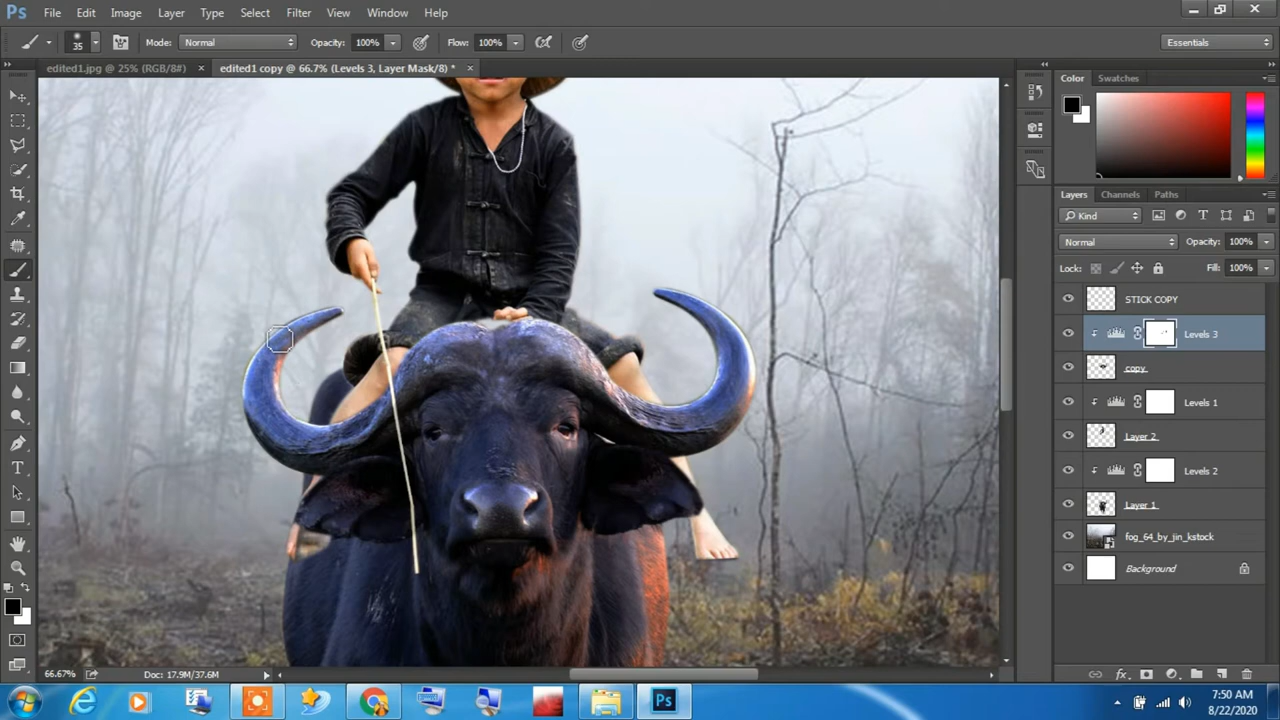 Ps File Edit Image Layer Type Select Filter View Window Help
35 Mode: Normal Opacity: 100% Flow: 100% Essentials
edited1.jpg @ 25% (RGB/8#) × edited1 copy @ 66.7% (Levels 3, Layer Mask/8) * ×
Color Swatches
Layers Channels Paths
Kind
Normal Opacity: 100%
Lock: Fill: 100%
STICK COPY
Levels 3
copy
Levels 1
Layer 2
Levels 2
Layer 1
fog_64_by_jin_kstock
Background
66.67% Doc: 17.9M/37.6M
7:50 AM
8/22/2020